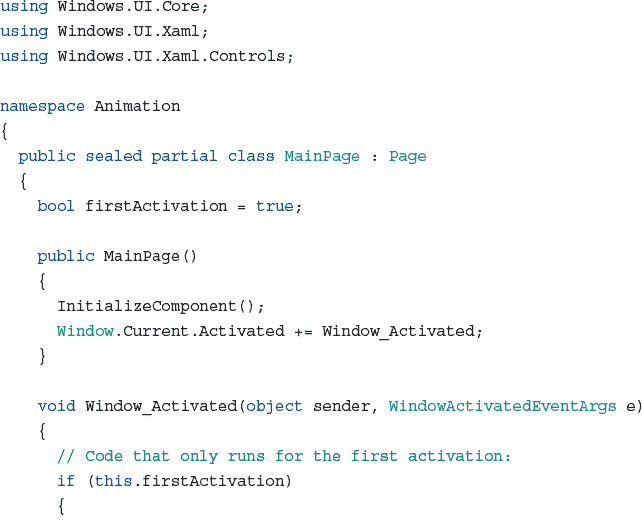 using Windows.UI.Core;
using Windows.UI.Xaml;
using Windows.UI.Xaml.Controls;

namespace Animation
{
  public sealed partial class MainPage : Page
  {
    bool firstActivation = true;

    public MainPage()
    {
      InitializeComponent();
      Window.Current.Activated += Window_Activated;
    }

    void Window_Activated(object sender, WindowActivatedEventArgs e)
    {
      // Code that only runs for the first activation:
      if (this.firstActivation)
      {